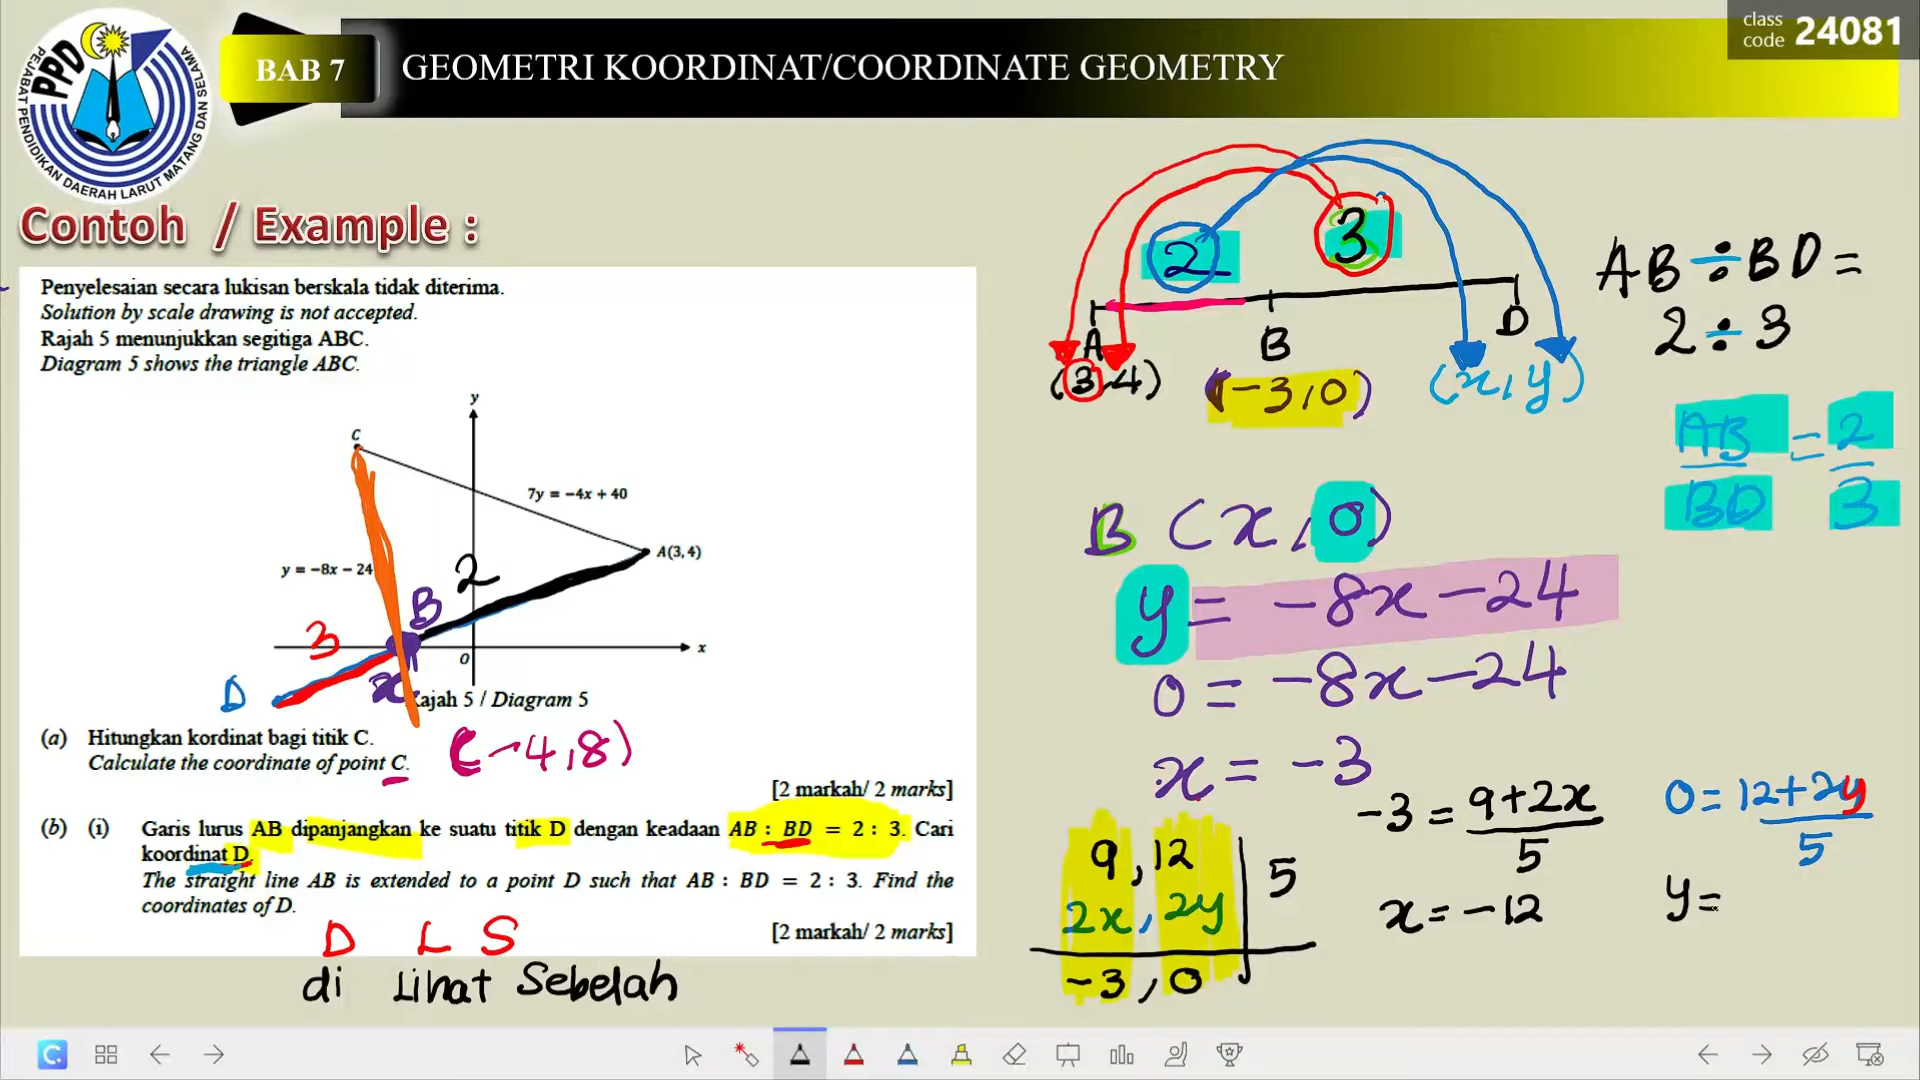 class code 24081
PPD
PEJABAT PENDIDIKAN DAERAH LARUT MATANG DAN SELAMA
BAB 7
GEOMETRI KOORDINAT/COORDINATE GEOMETRY
Contoh / Example :
Penyelesaian secara lukisan berskala tidak diterima.
Solution by scale drawing is not accepted.
Rajah 5 menunjukkan segitiga ABC.
Diagram 5 shows the triangle ABC.
y
C
7y = −4x + 40
A(3, 4)
y = −8x − 24
2
B
3
x
O
D
x
Rajah 5 / Diagram 5
(a) Hitungkan kordinat bagi titik C.
Calculate the coordinate of point C.
(-4,8)
[2 markah/ 2 marks]
(b) (i) Garis lurus AB dipanjangkan ke suatu titik D dengan keadaan AB : BD = 2 : 3. Cari
koordinat D.
The straight line AB is extended to a point D such that AB : BD = 2 : 3. Find the
coordinates of D.
[2 markah/ 2 marks]
D L S
di Lihat Sebelah
2 3
A B D
(3,4) (-3,0) (x,y)
AB ÷ BD =
2 ÷ 3
AB = 2
BD 3
B (x, 0)
y = -8x-24
0 = -8x-24
x = -3
9, 12 5
2x, 2y
-3, 0
-3 = 9+2x
5
x = -12
0 = 12+2y
5
y =